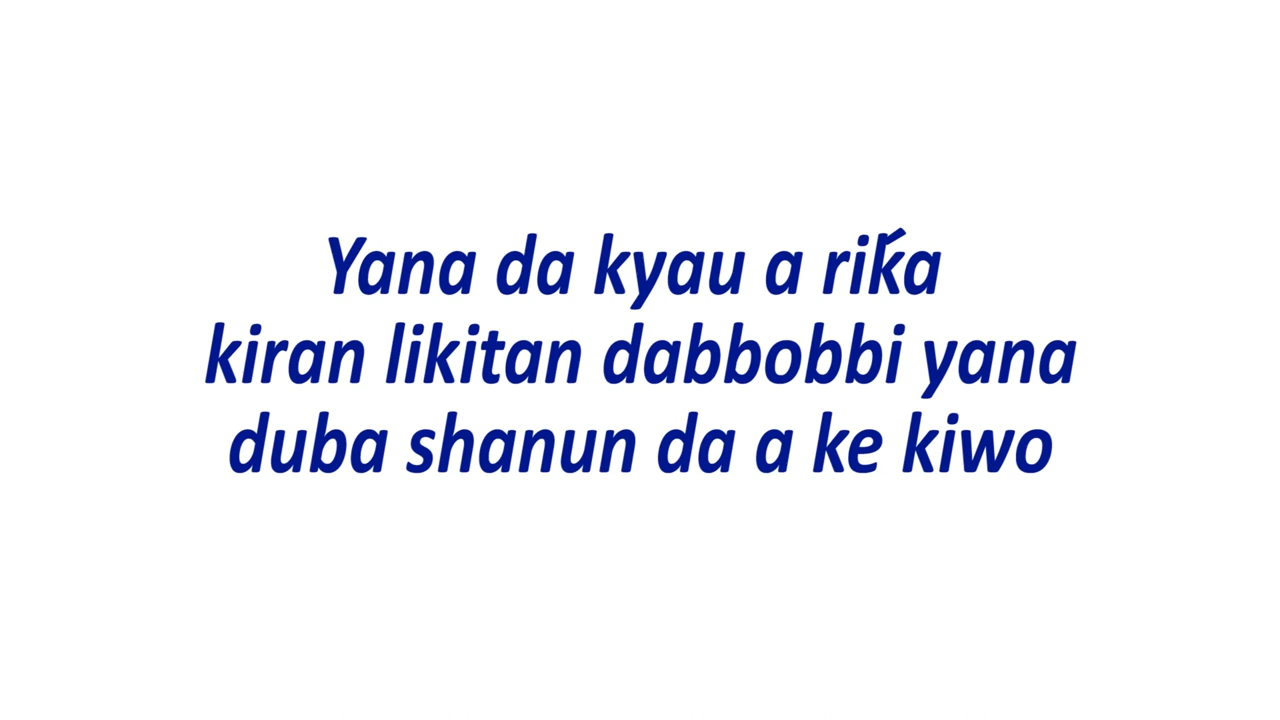 Yana da kyau a riƙa
kiran likitan dabbobbi yana
duba shanun da a ke kiwo